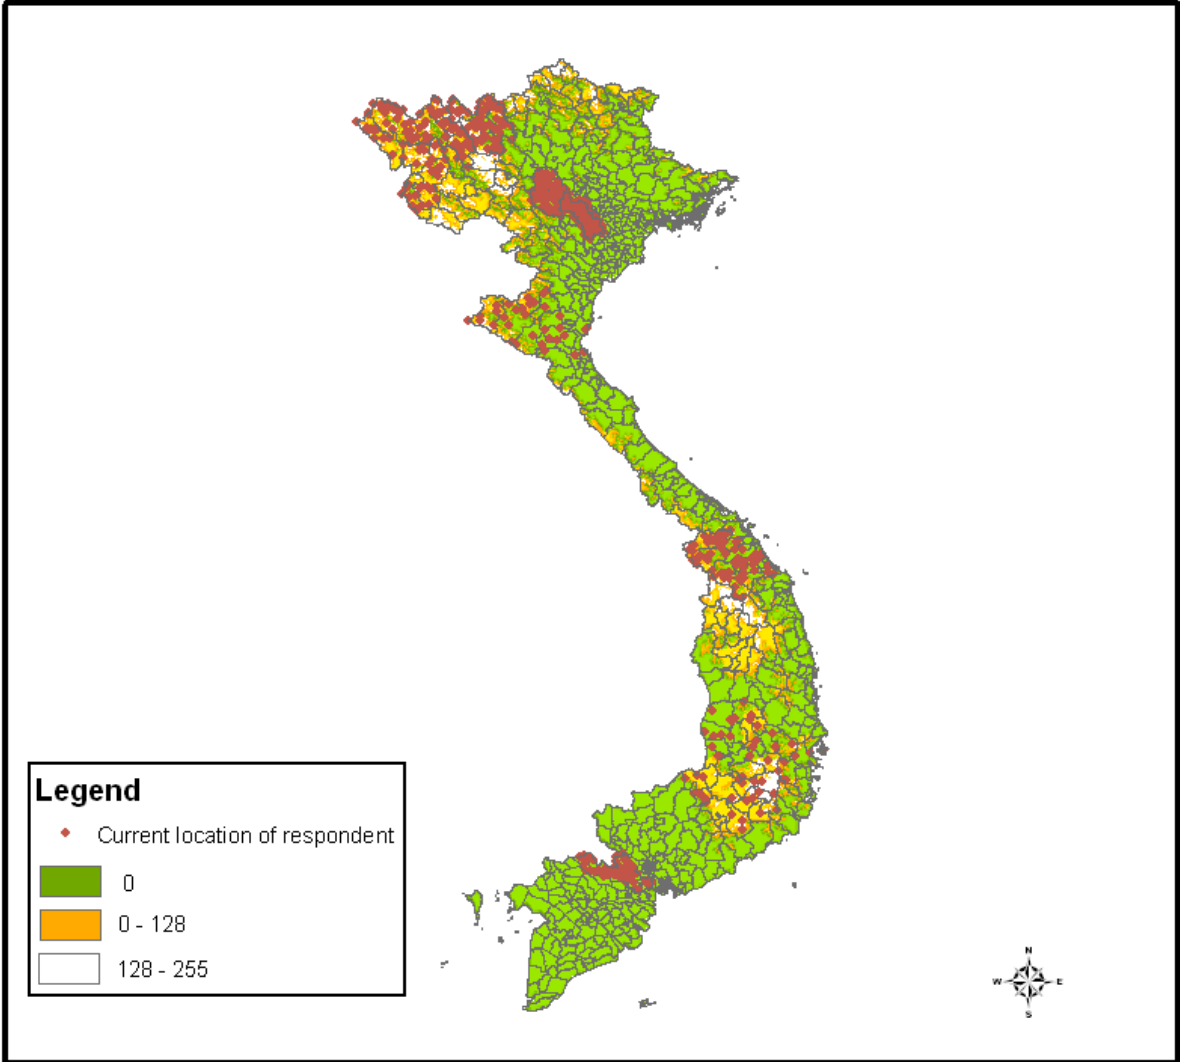 Legend
Current location of respondent
0
0 - 128
128 - 255
N
W E
S